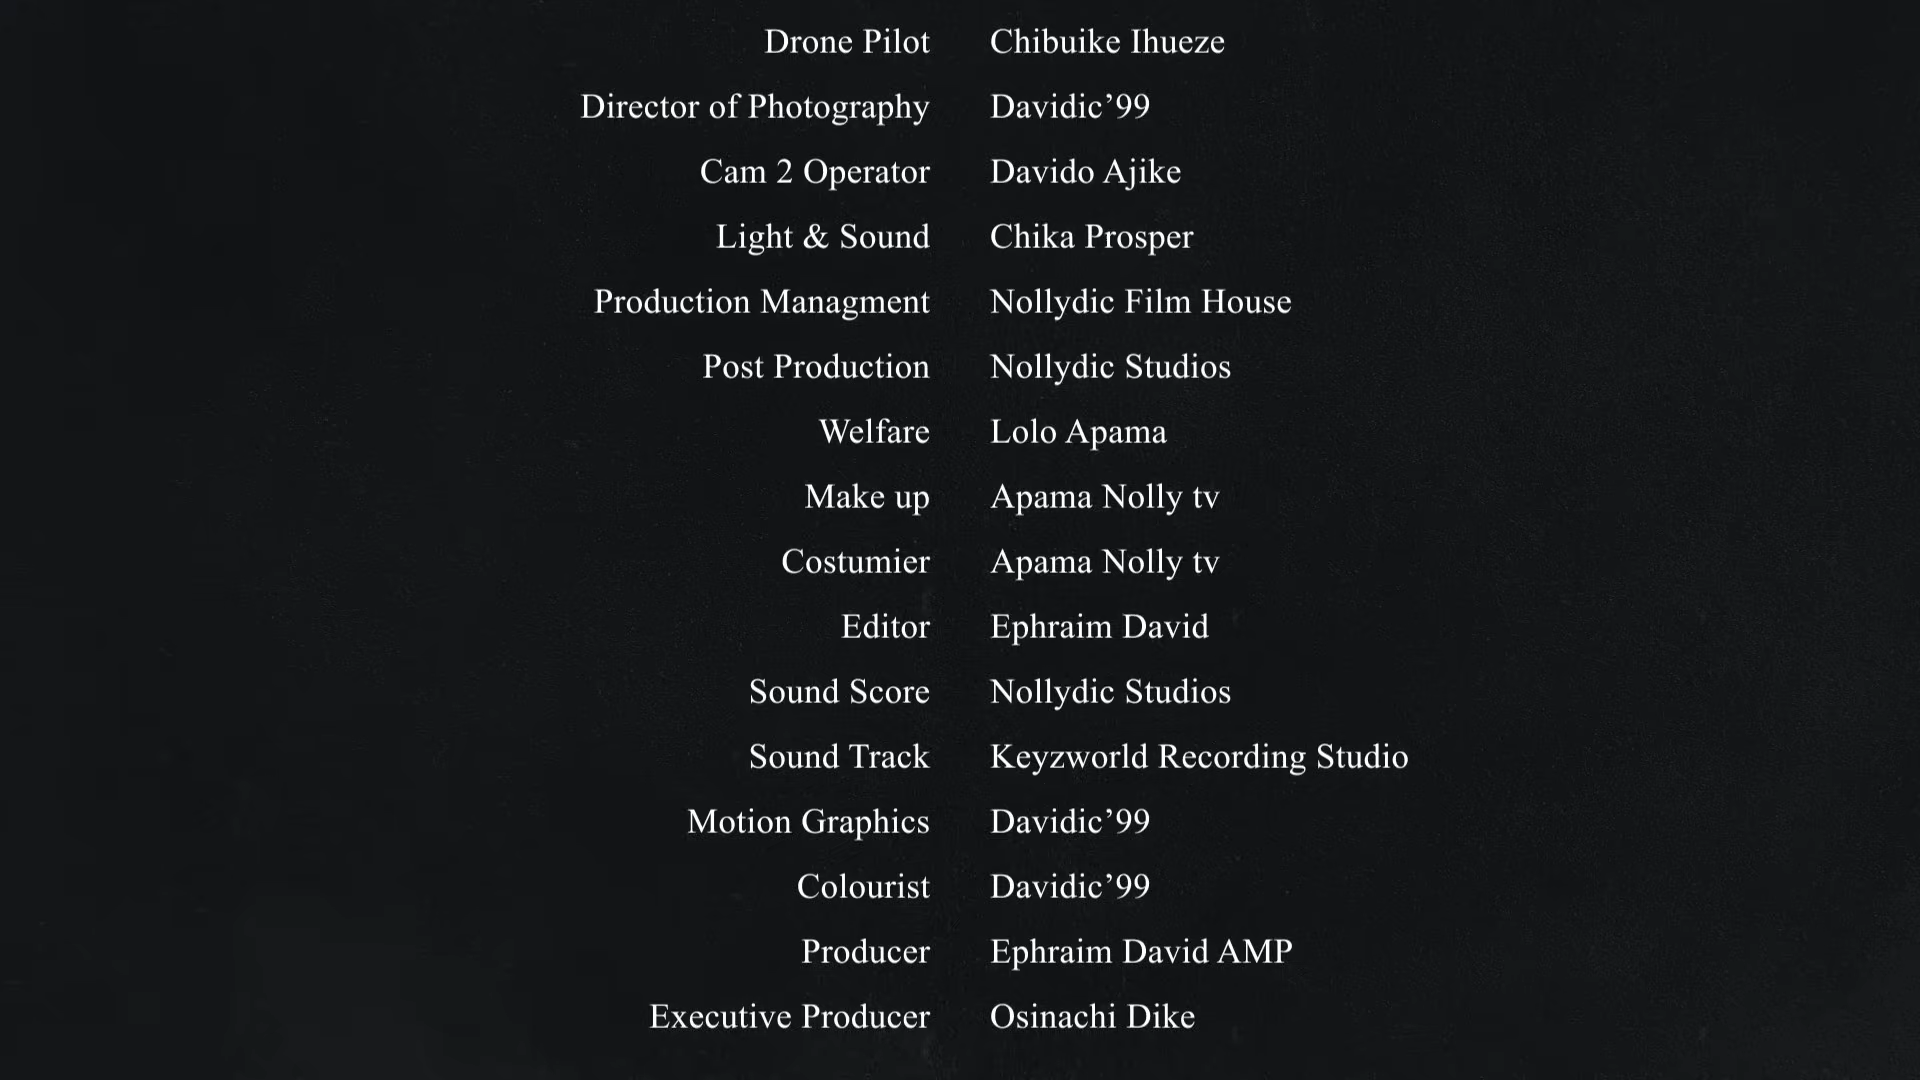 Drone Pilot Chibuike Ihueze
Director of Photography Davidic’99
Cam 2 Operator Davido Ajike
Light & Sound Chika Prosper
Production Managment Nollydic Film House
Post Production Nollydic Studios
Welfare Lolo Apama
Make up Apama Nolly tv
Costumier Apama Nolly tv
Editor Ephraim David
Sound Score Nollydic Studios
Sound Track Keyzworld Recording Studio
Motion Graphics Davidic’99
Colourist Davidic’99
Producer Ephraim David AMP
Executive Producer Osinachi Dike